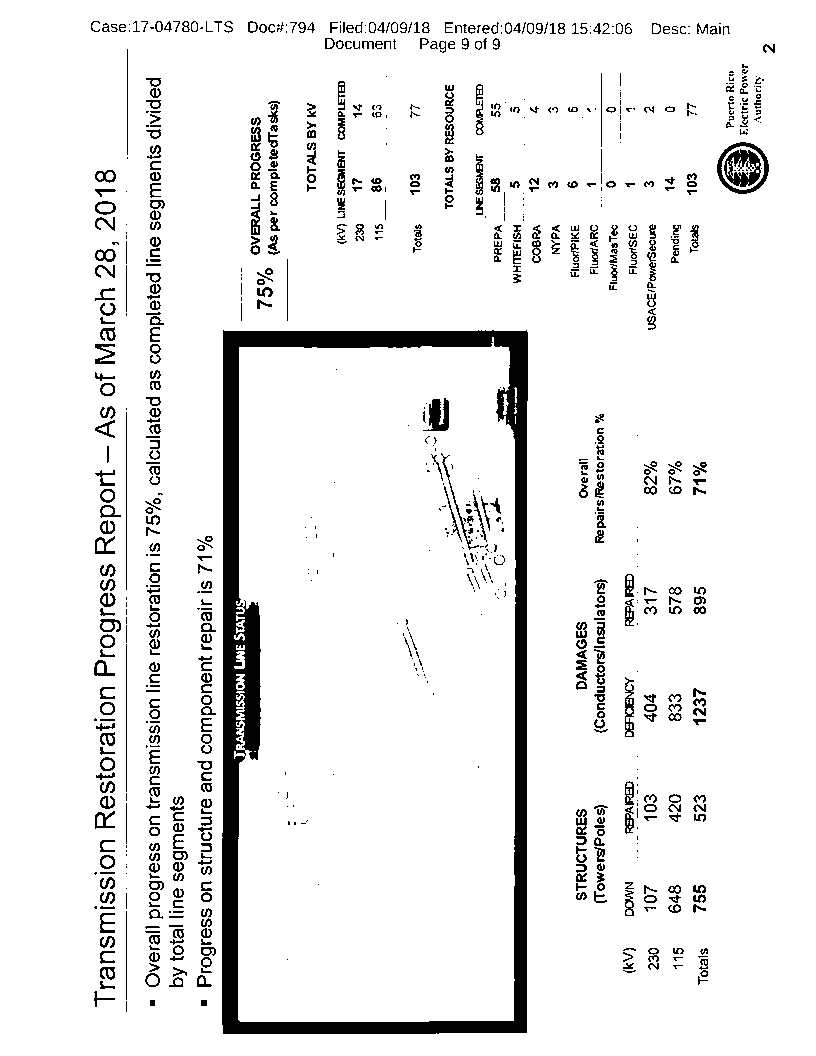 Case:17-04780-LTS Doc#:794 Filed:04/09/18 Entered:04/09/18 15:42:06 Desc: Main
Document Page 9 of 9
Transmission Restoration Progress Report – As of March 28, 2018
▪ Overall progress on transmission line restoration is 75%, calculated as completed line segments divided
by total line segments
▪ Progress on structure and component repair is 71%
TRANSMISSION LINE STATUS
75% OVERALL PROGRESS
(As per completedTasks)
TOTALS BY kV
(kV) LINE SEGMENT COMPLETED
230 17 14
115 86 63
Totals 103 77
TOTALS BY RESOURCE
LINE SEGMENT COMPLETED
PREPA 58 55
WHITEFISH 5 5
COBRA 12 4
NYPA 3 3
Fluor/PIKE 6 6
Fluor/ARC 1 1
Fluor/MasTec 0 0
Fluor/SEC 1 1
USACE/PowerSecure 3 2
Pending 14 0
Totals 103 77
STRUCTURES
(Towers/Poles)
DAMAGES
(Conductors/Insulators)
Overall
Repairs/Restoration %
(kV) DOWN REPAIRED DEFICIENCY REPAIRED
230 107 103 404 317 82%
115 648 420 833 578 67%
Totals 755 523 1237 895 71%
Puerto Rico
Electric Power
Authority
2